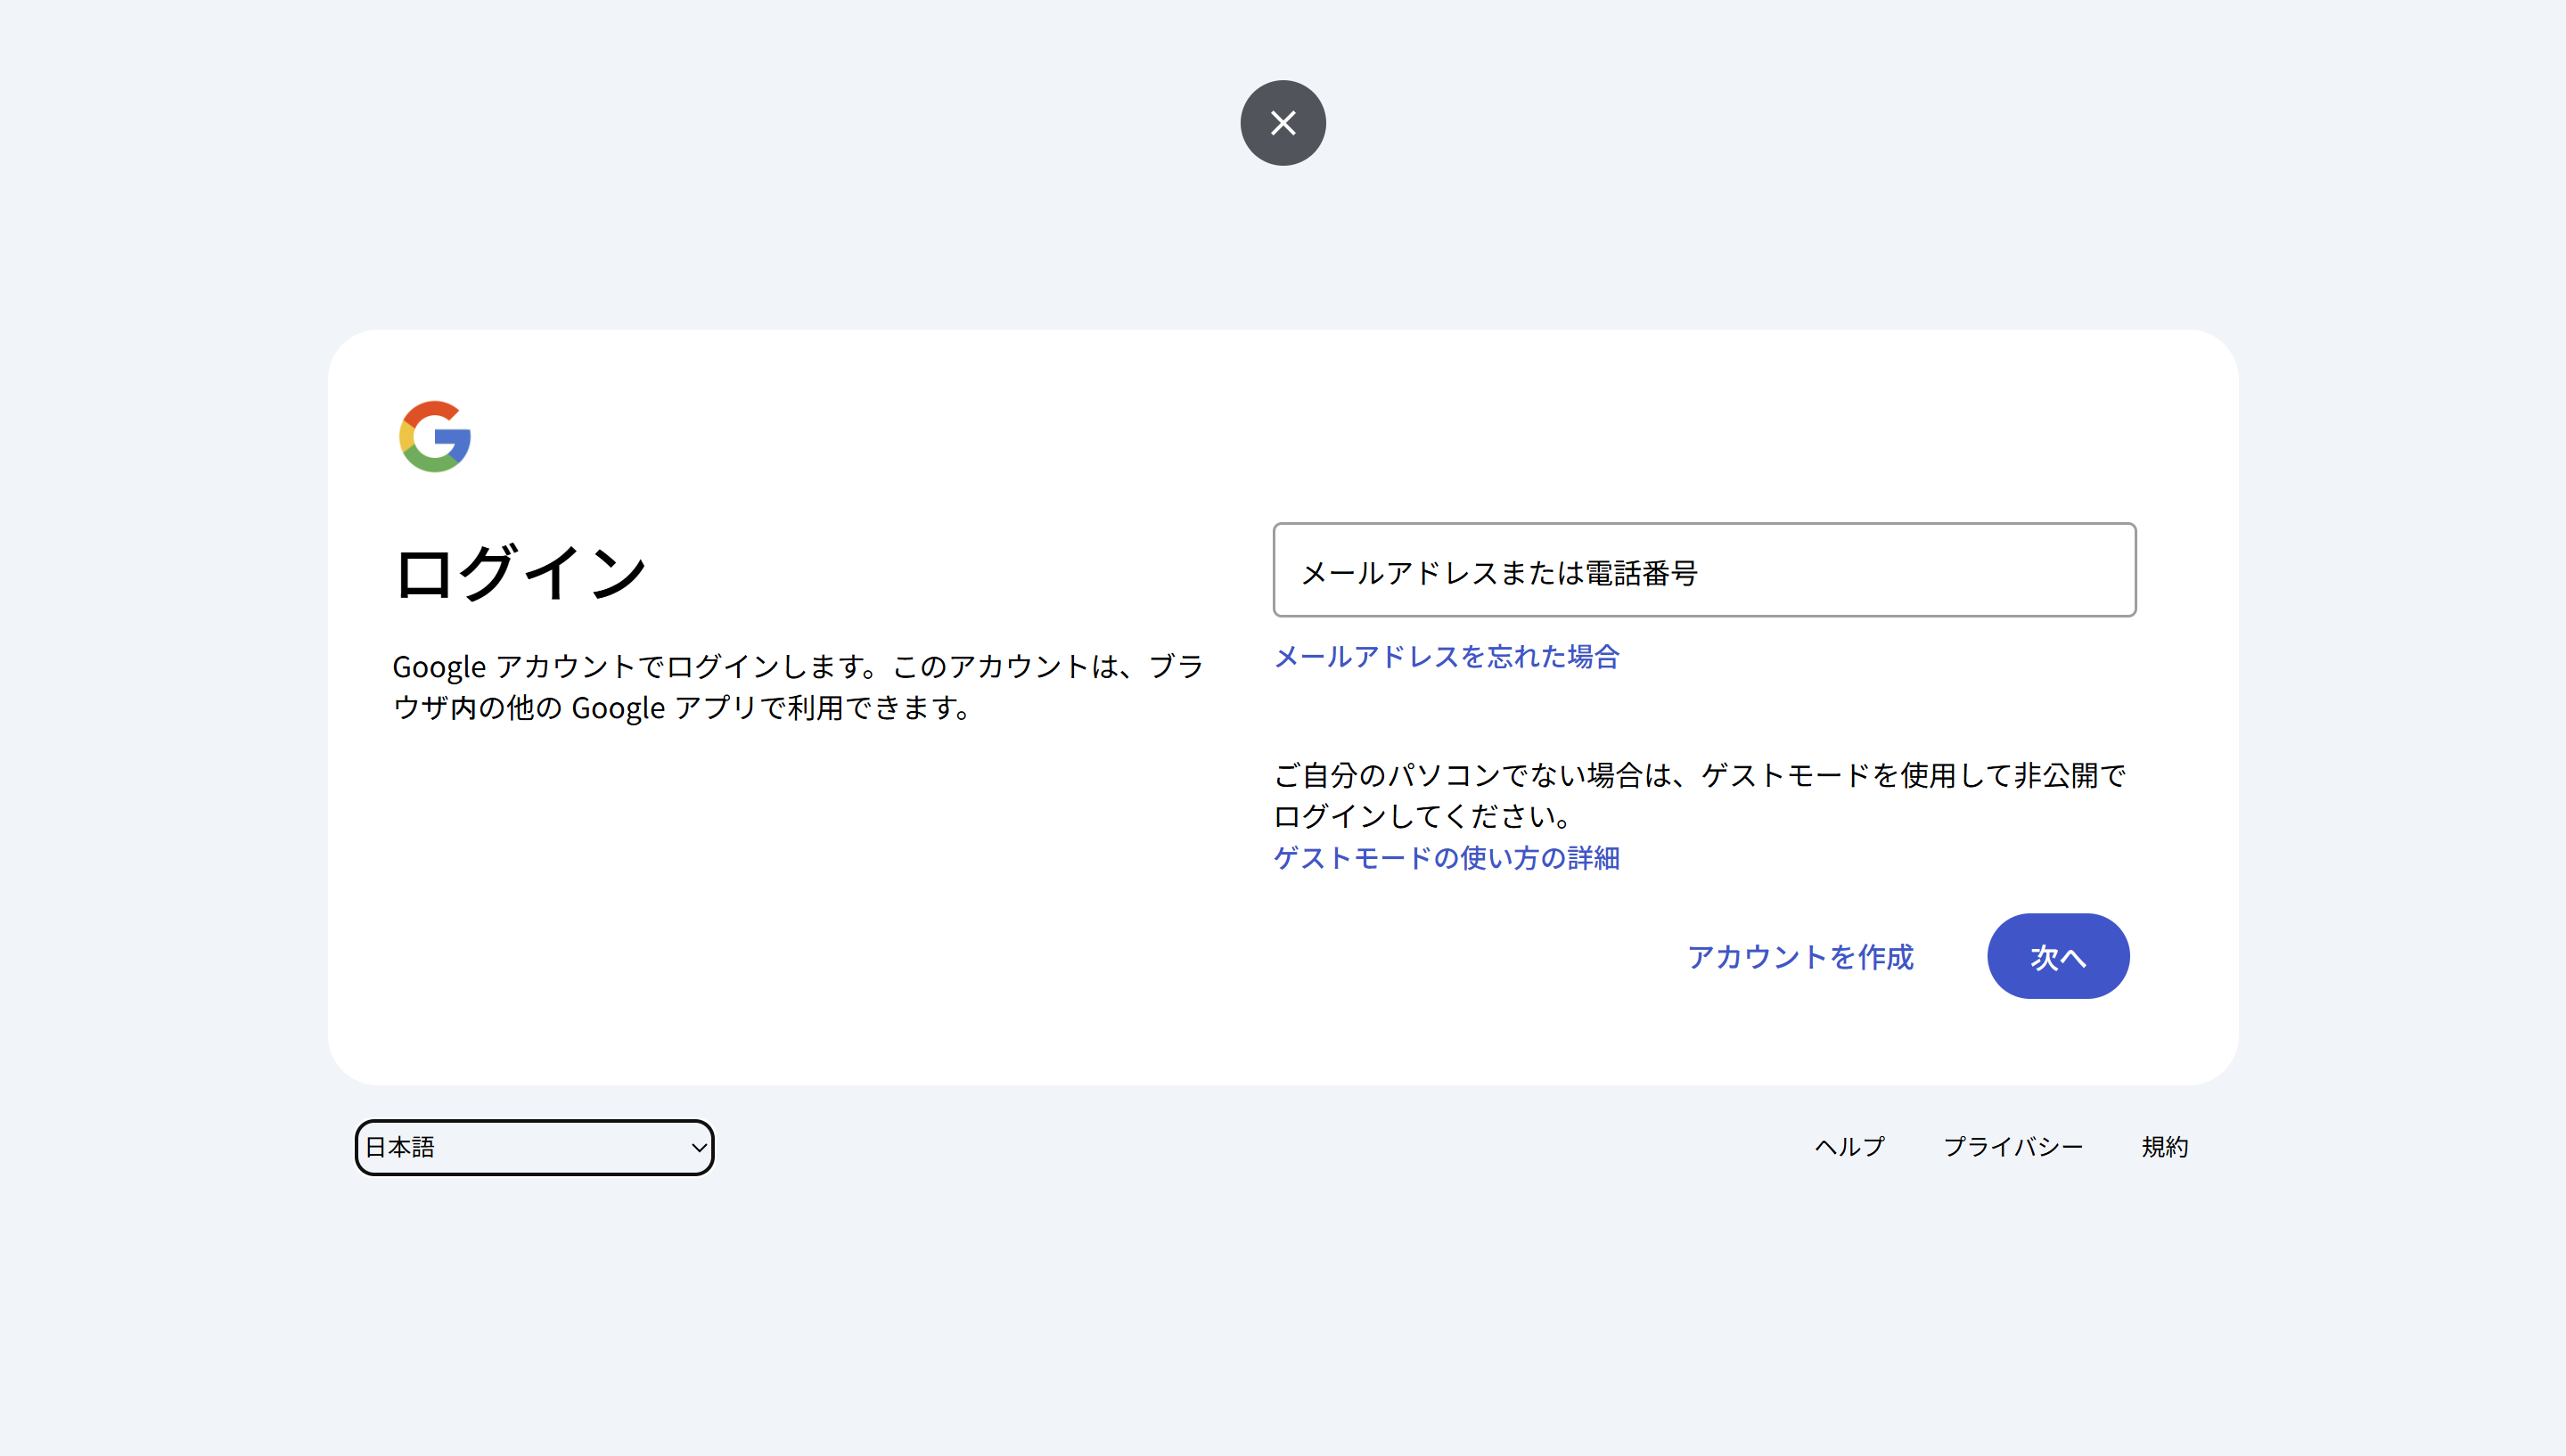 ログイン
Google アカウントでログインします。このアカウントは、ブラ
ウザ内の他の Google アプリで利用できます。
メールアドレスまたは電話番号
メールアドレスを忘れた場合
ご自分のパソコンでない場合は、ゲストモードを使用して非公開で
ログインしてください。
ゲストモードの使い方の詳細
アカウントを作成
次へ
日本語
ヘルプ
プライバシー
規約